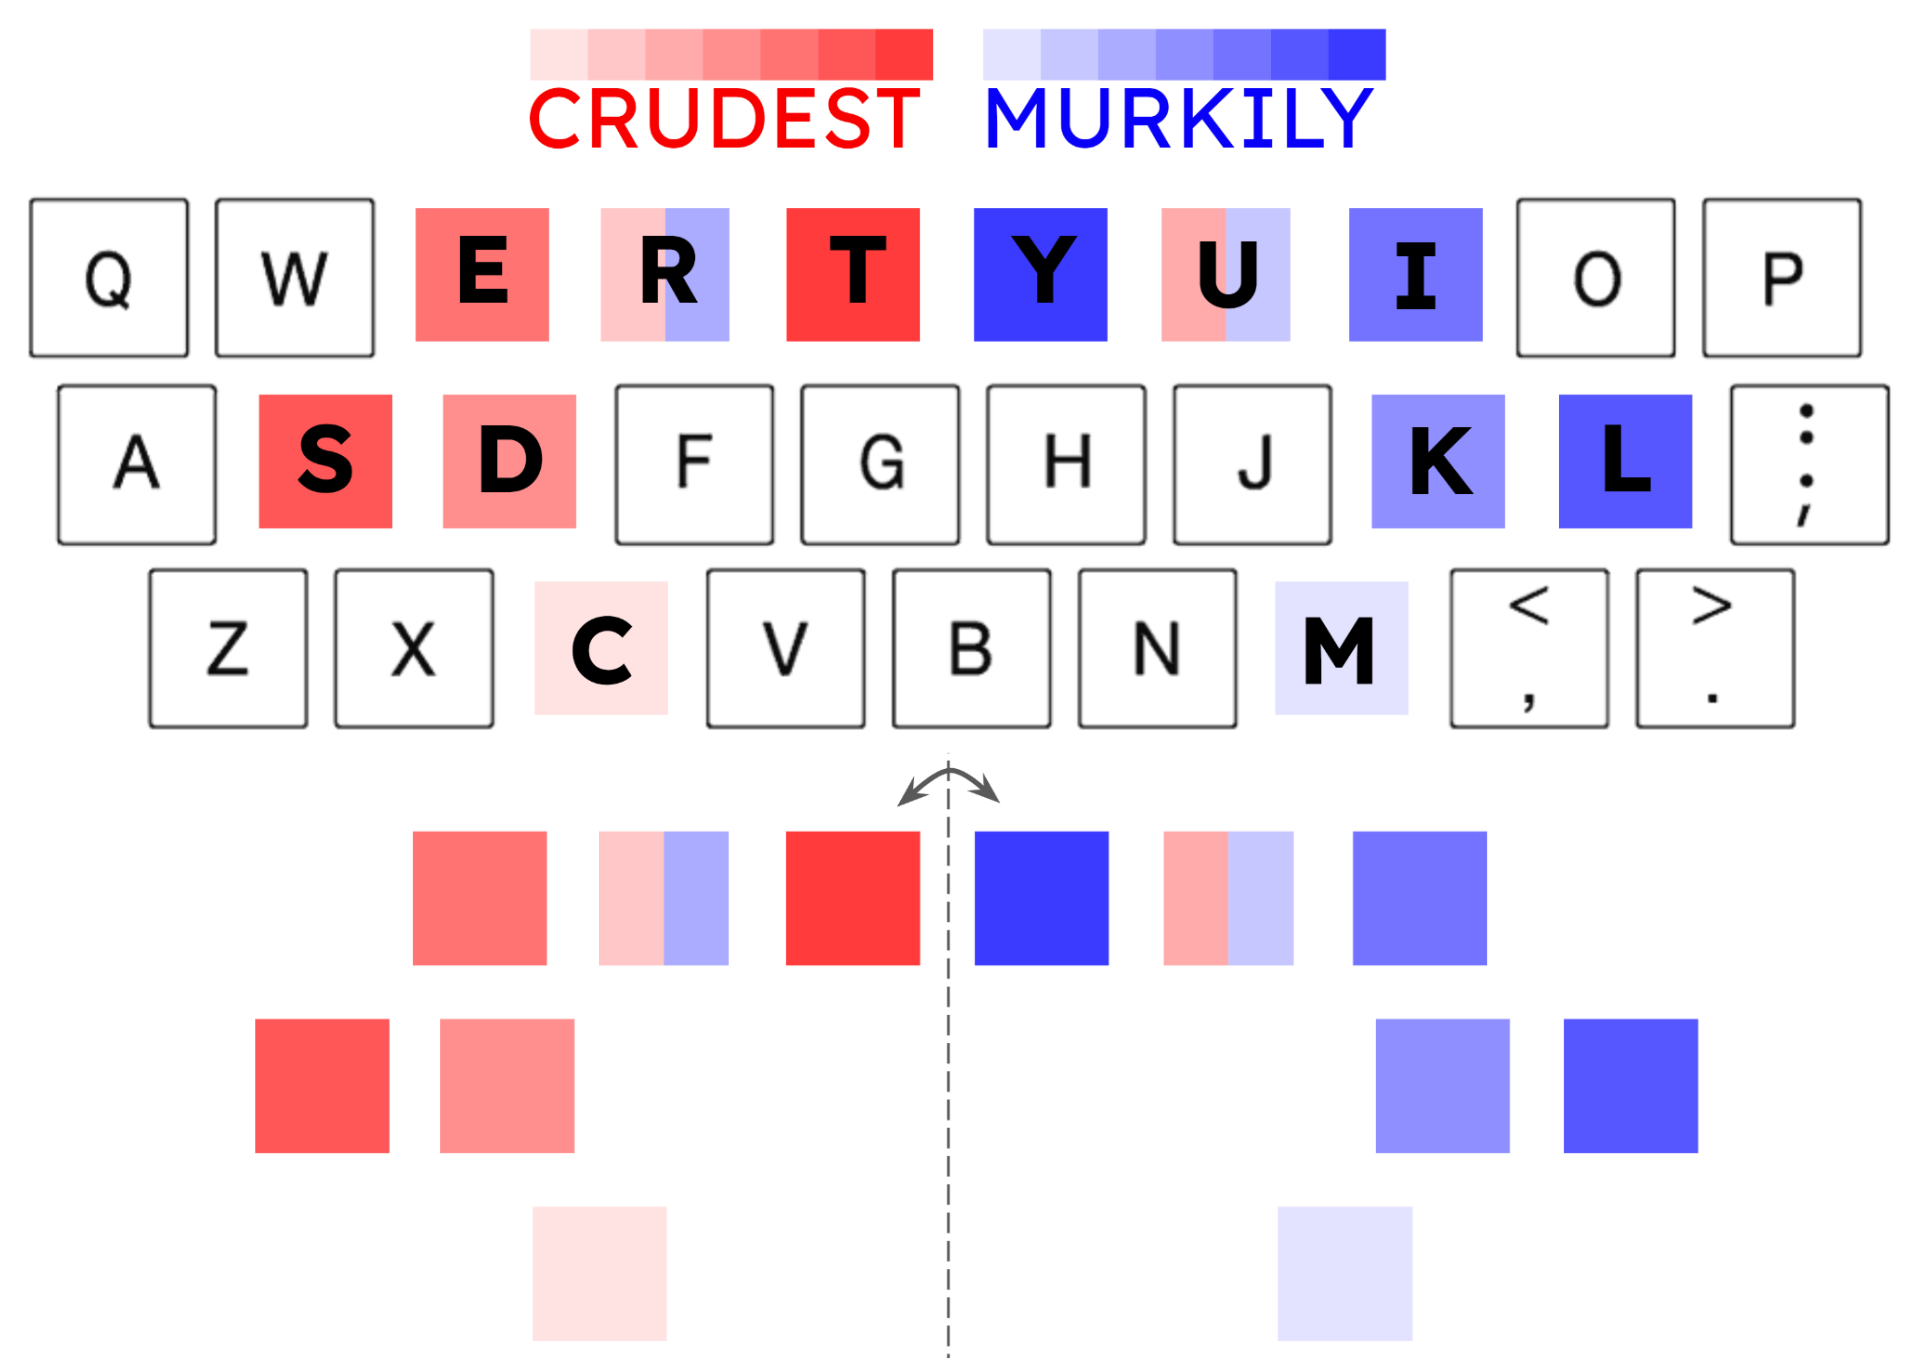 CRUDEST MURKILY
Q W E R T Y U I O P
A S D F G H J K L : ;
Z X C V B N M < , > .